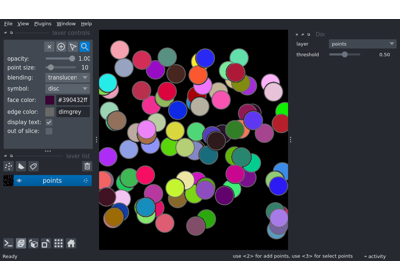 File View Plugins Window Help
layer controls
opacity: 1.00
point size: 10
blending: translucen
symbol: disc
face color: #390432ff
edge color: dimgrey
display text:
out of slice:
layer list
points
layer points
threshold 0.50
Ready
use <2> for add points, use <3> for select points
activity